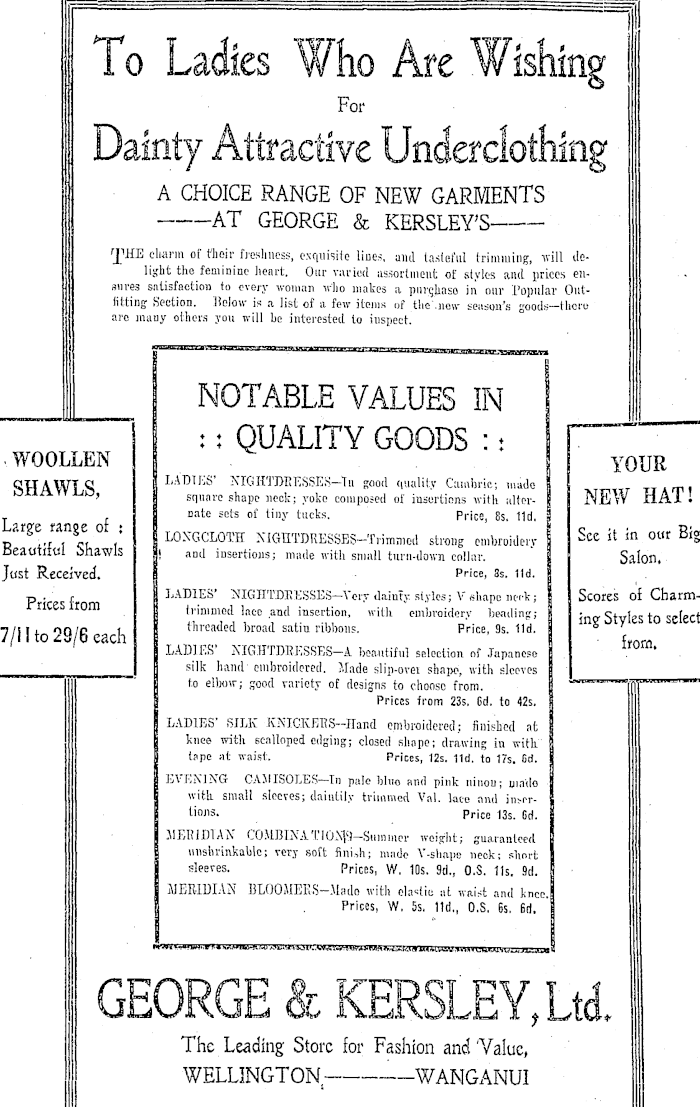 To Ladies Who Are Wishing
For
Dainty Attractive Underclothing
A CHOICE RANGE OF NEW GARMENTS
——AT GEORGE & KERSLEY'S——
THE charm of their freshness, exquisite lines, and tasteful trimming, will de-
light the feminine heart. Our varied assortment of styles and prices en-
sures satisfaction to every woman who makes a purchase in our Popular Out-
fitting Section. Below is a list of a few items of the new season's goods—there
are many others you will be interested to inspect.
NOTABLE VALUES IN
: : QUALITY GOODS : :
LADIES' NIGHTDRESSES—In good quality Cambric; made
square shape neck; yoke composed of insertions with alter-
nate sets of tiny tucks. Price, 8s. 11d.
LONGCLOTH NIGHTDRESSES—Trimmed strong embroidery
and insertions; made with small turn-down collar.
Price, 8s. 11d.
LADIES' NIGHTDRESSES—Very dainty styles; V shape neck;
trimmed lace and insertion, with embroidery beading;
threaded broad satin ribbons. Price, 9s. 11d.
LADIES' NIGHTDRESSES—A beautiful selection of Japanese
silk hand embroidered. Made slip-over shape, with sleeves
to elbow; good variety of designs to choose from.
Prices from 23s. 6d. to 42s.
LADIES' SILK KNICKERS—Hand embroidered; finished at
knee with scalloped edging; closed shape; drawing in with
tape at waist. Prices, 12s. 11d. to 17s. 6d.
EVENING CAMISOLES—In pale blue and pink ninon; made
with small sleeves; daintily trimmed Val. lace and inser-
tions. Price 13s. 6d.
MERIDIAN COMBINATIONS—Summer weight; guaranteed
unshrinkable; very soft finish; made V-shape neck; short
sleeves. Prices, W. 10s. 9d., O.S. 11s. 9d.
MERIDIAN BLOOMERS—Made with elastic at waist and knee.
Prices, W. 5s. 11d., O.S. 6s. 6d.
WOOLLEN
SHAWLS,
Large range of :
Beautiful Shawls
Just Received.
Prices from
7/11 to 29/6 each
YOUR
NEW HAT!
See it in our Big
Salon.
Scores of Charm-
ing Styles to select
from.
GEORGE & KERSLEY, Ltd.
The Leading Store for Fashion and Value,
WELLINGTON————WANGANUI